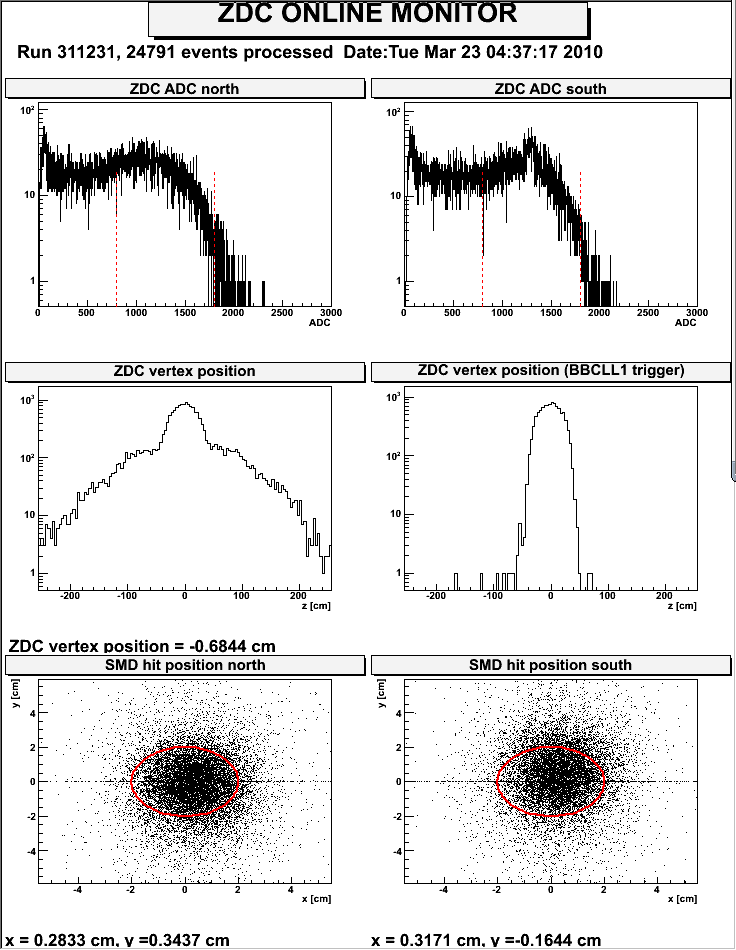 ZDC ONLINE MONITOR
Run 311231, 24791 events processed  Date:Tue Mar 23 04:37:17 2010
ZDC ADC north
ZDC ADC south
10²
10
1
0 500 1000 1500 2000 2500 3000
ADC
10²
10
1
0 500 1000 1500 2000 2500 3000
ADC
ZDC vertex position
ZDC vertex position (BBCLL1 trigger)
10³
10²
10
1
-200 -100 0 100 200
z [cm]
10³
10²
10
1
-200 -100 0 100 200
z [cm]
ZDC vertex position = -0.6844 cm
SMD hit position north
SMD hit position south
y [cm]
4
2
0
-2
-4
-4 -2 0 2 4
x [cm]
y [cm]
4
2
0
-2
-4
-4 -2 0 2 4
x [cm]
x = 0.2833 cm, y =0.3437 cm
x = 0.3171 cm, y =-0.1644 cm